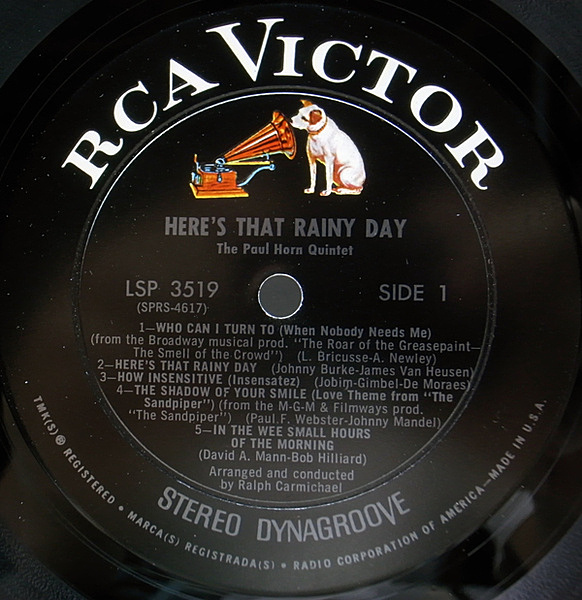 RCA VICTOR
HERE'S THAT RAINY DAY
The Paul Horn Quintet
LSP 3519
(SPRS-4617)
SIDE 1
1—WHO CAN I TURN TO (When Nobody Needs Me)
(from the Broadway musical prod. "The Roar of the Greasepaint—
The Smell of the Crowd") (L. Bricusse-A. Newley)
2—HERE'S THAT RAINY DAY (Johnny Burke-James Van Heusen)
3—HOW INSENSITIVE (Insensatez) (Jobim-Gimbel-De Moraes)
4—THE SHADOW OF YOUR SMILE (Love Theme from "The
Sandpiper") (from the M-G-M & Filmways prod.
"The Sandpiper") (Paul F. Webster-Johnny Mandel)
5—IN THE WEE SMALL HOURS
OF THE MORNING
(David A. Mann-Bob Hilliard)
Arranged and conducted
by Ralph Carmichael
STEREO DYNAGROOVE
TMK(S) ® REGISTERED • MARCA(S) REGISTRADA(S) • RADIO CORPORATION OF AMERICA—MADE IN U.S.A.